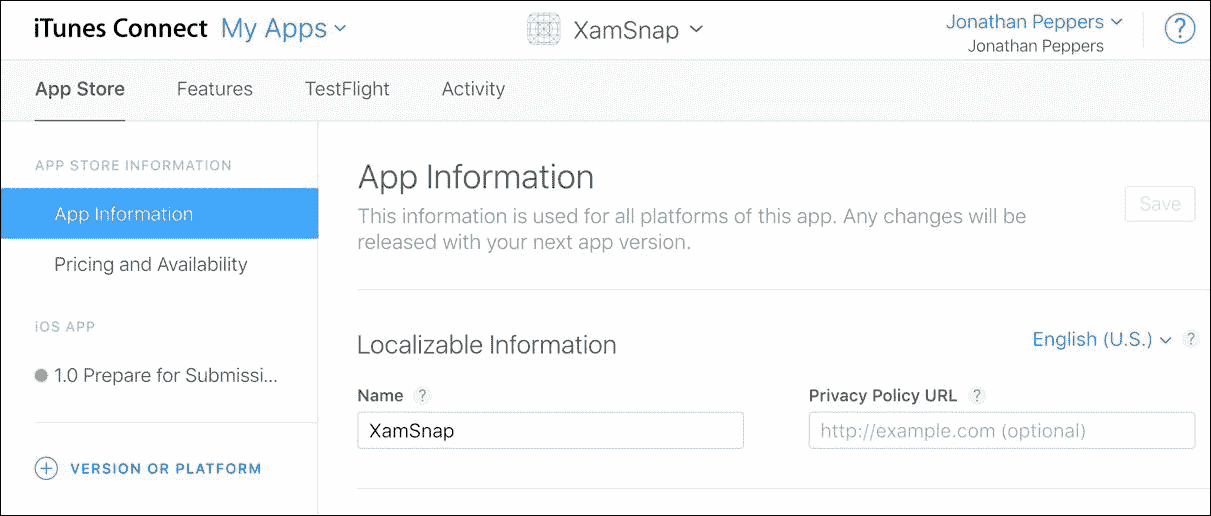 iTunes Connect My Apps
XamSnap
Jonathan Peppers
Jonathan Peppers
?
App Store
Features
TestFlight
Activity
APP STORE INFORMATION
App Information
Pricing and Availability
iOS APP
1.0 Prepare for Submissi...
+ VERSION OR PLATFORM
App Information
This information is used for all platforms of this app. Any changes will be
released with your next app version.
Save
Localizable Information
English (U.S.) ?
Name ?
XamSnap
Privacy Policy URL ?
http://example.com (optional)